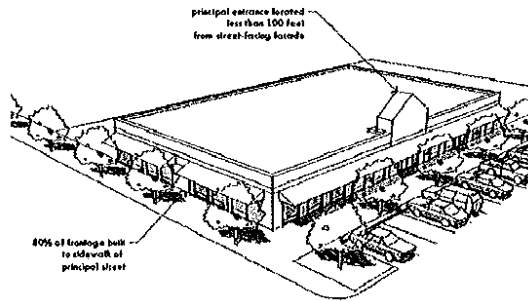 principal entrance located
less than 100 feet
from street-facing facade
80% of frontage built
to sidewalk of
principal street